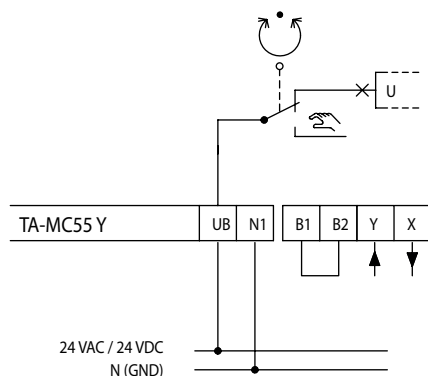 U
TA-MC55 Y UB N1 B1 B2 Y X
24 VAC / 24 VDC
N (GND)